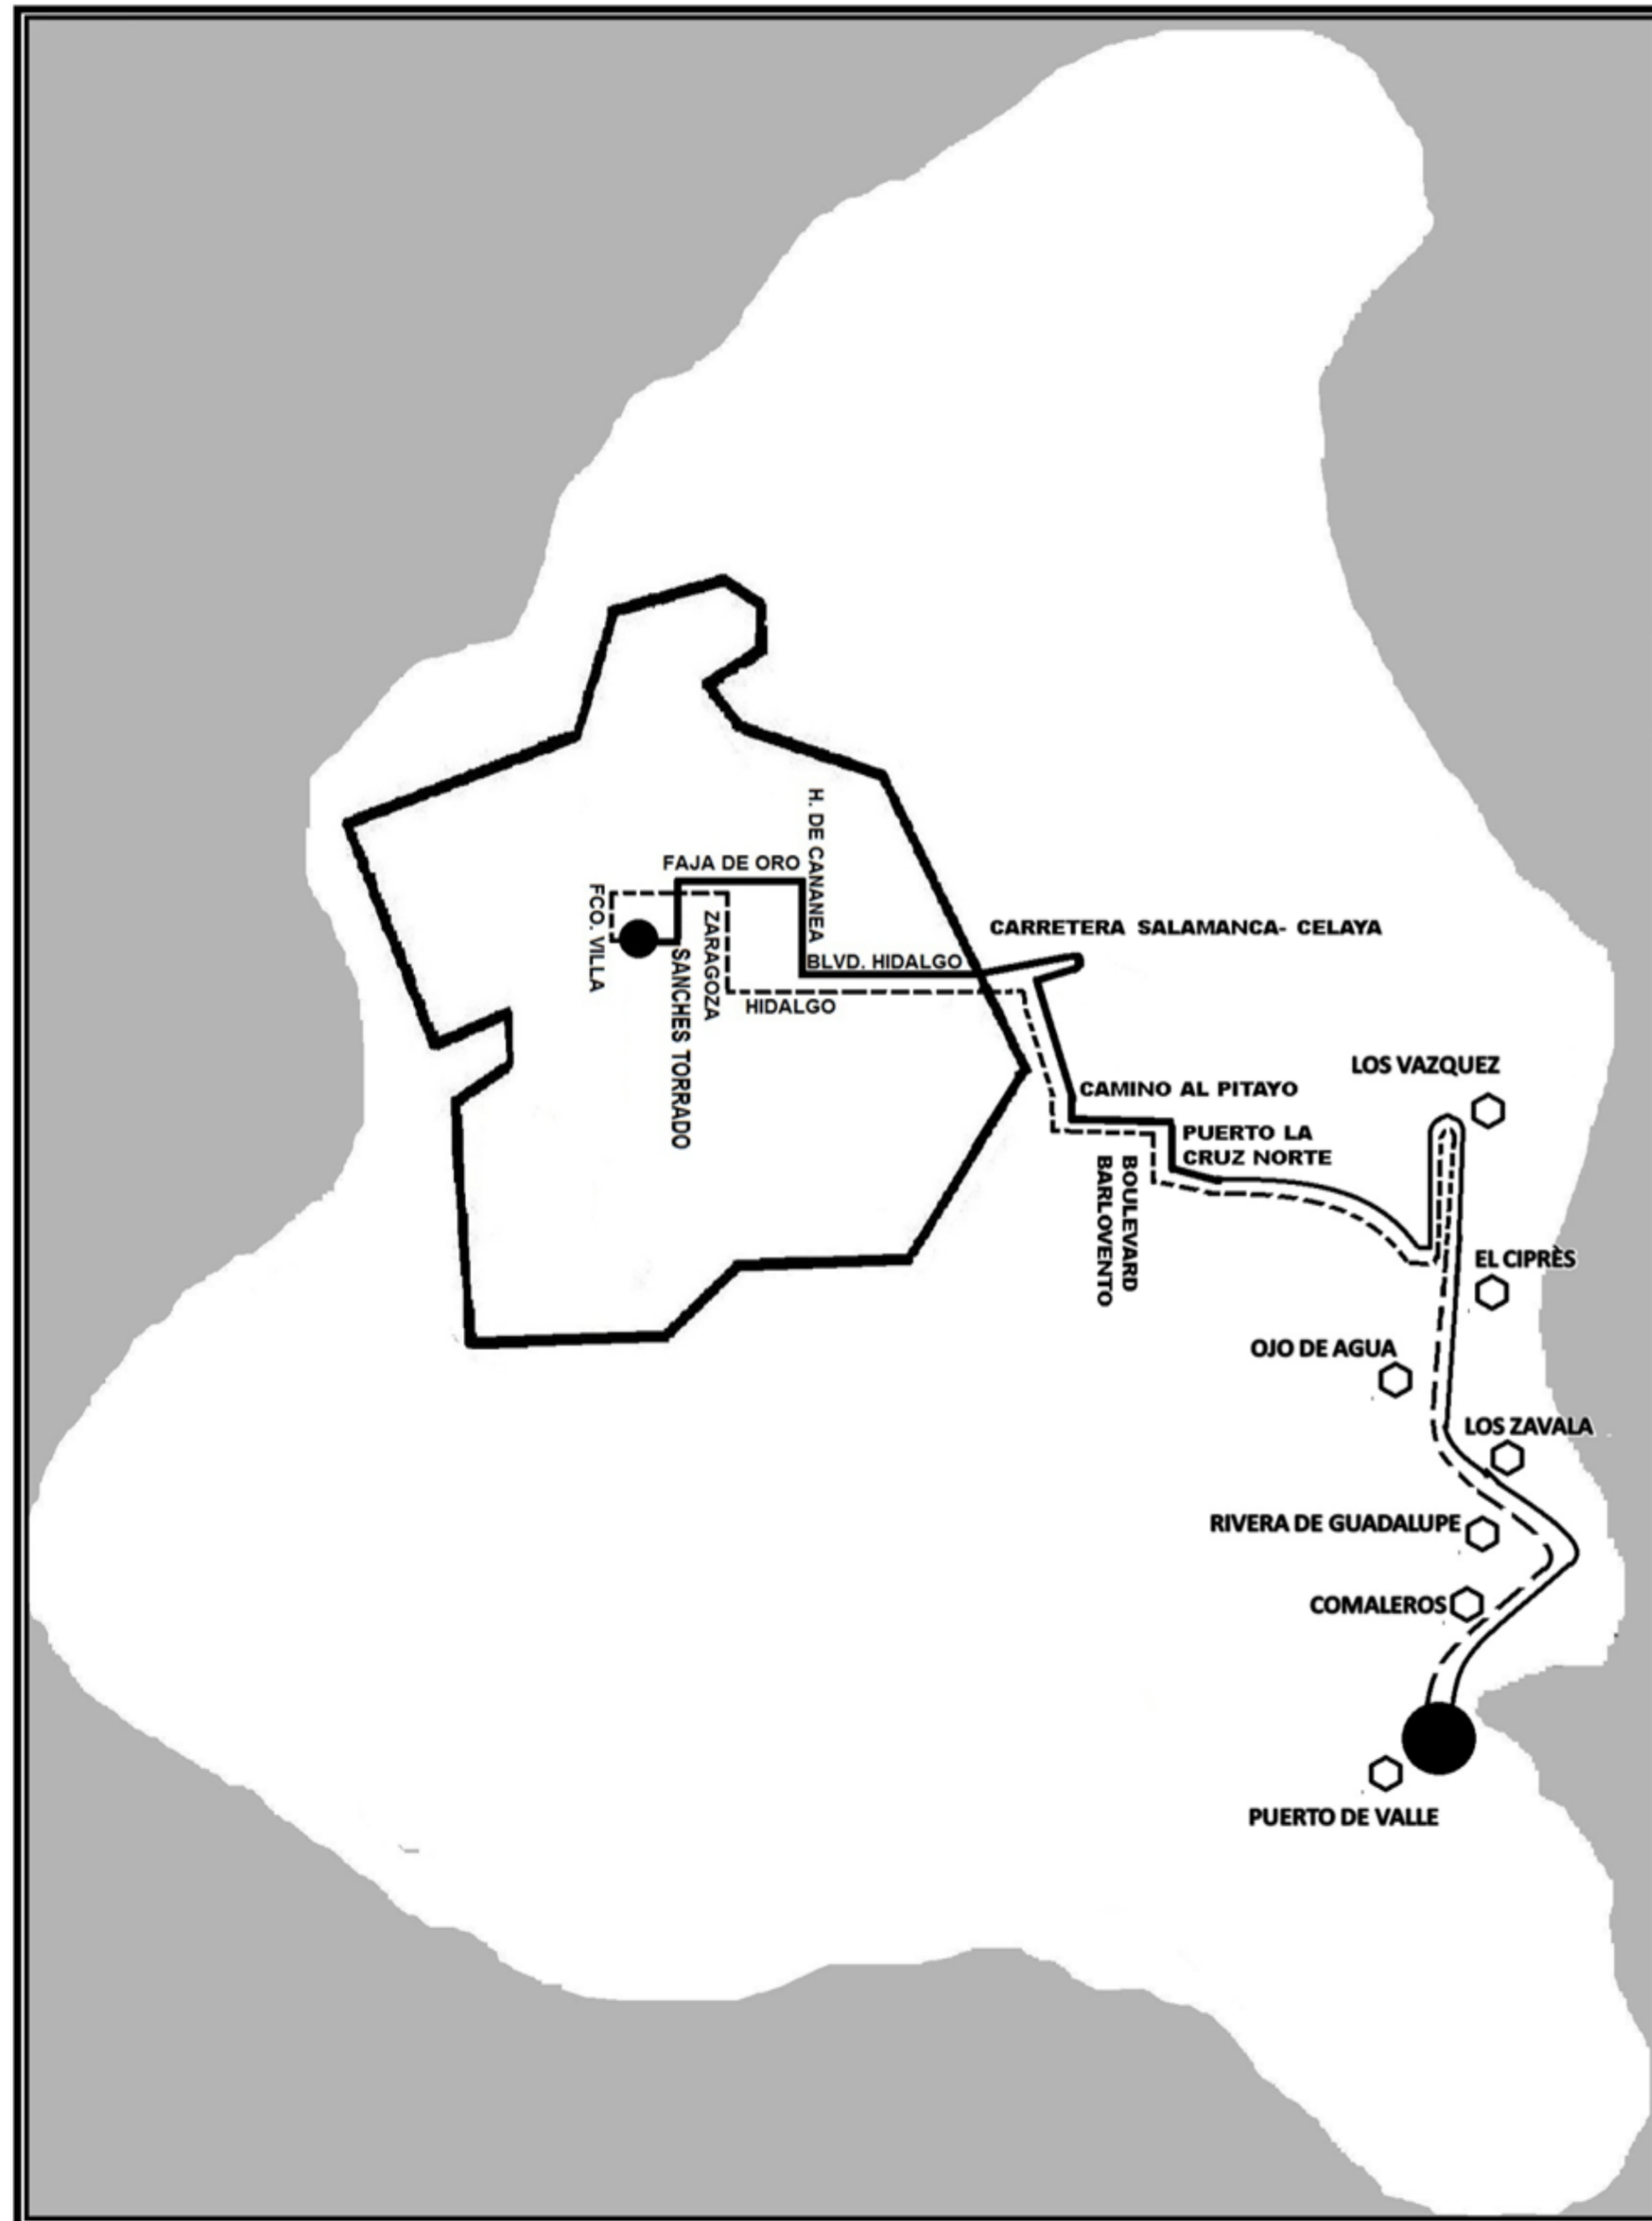 H. DE CANANEA
FAJA DE ORO
FCO. VILLA
ZARAGOZA
SANCHES TORRADO
BLVD. HIDALGO
HIDALGO
CARRETERA SALAMANCA- CELAYA
CAMINO AL PITAYO
PUERTO LA
CRUZ NORTE
BOULEVARD
BARLOVENTO
LOS VAZQUEZ
EL CIPRÈS
OJO DE AGUA
LOS ZAVALA
RIVERA DE GUADALUPE
COMALEROS
PUERTO DE VALLE